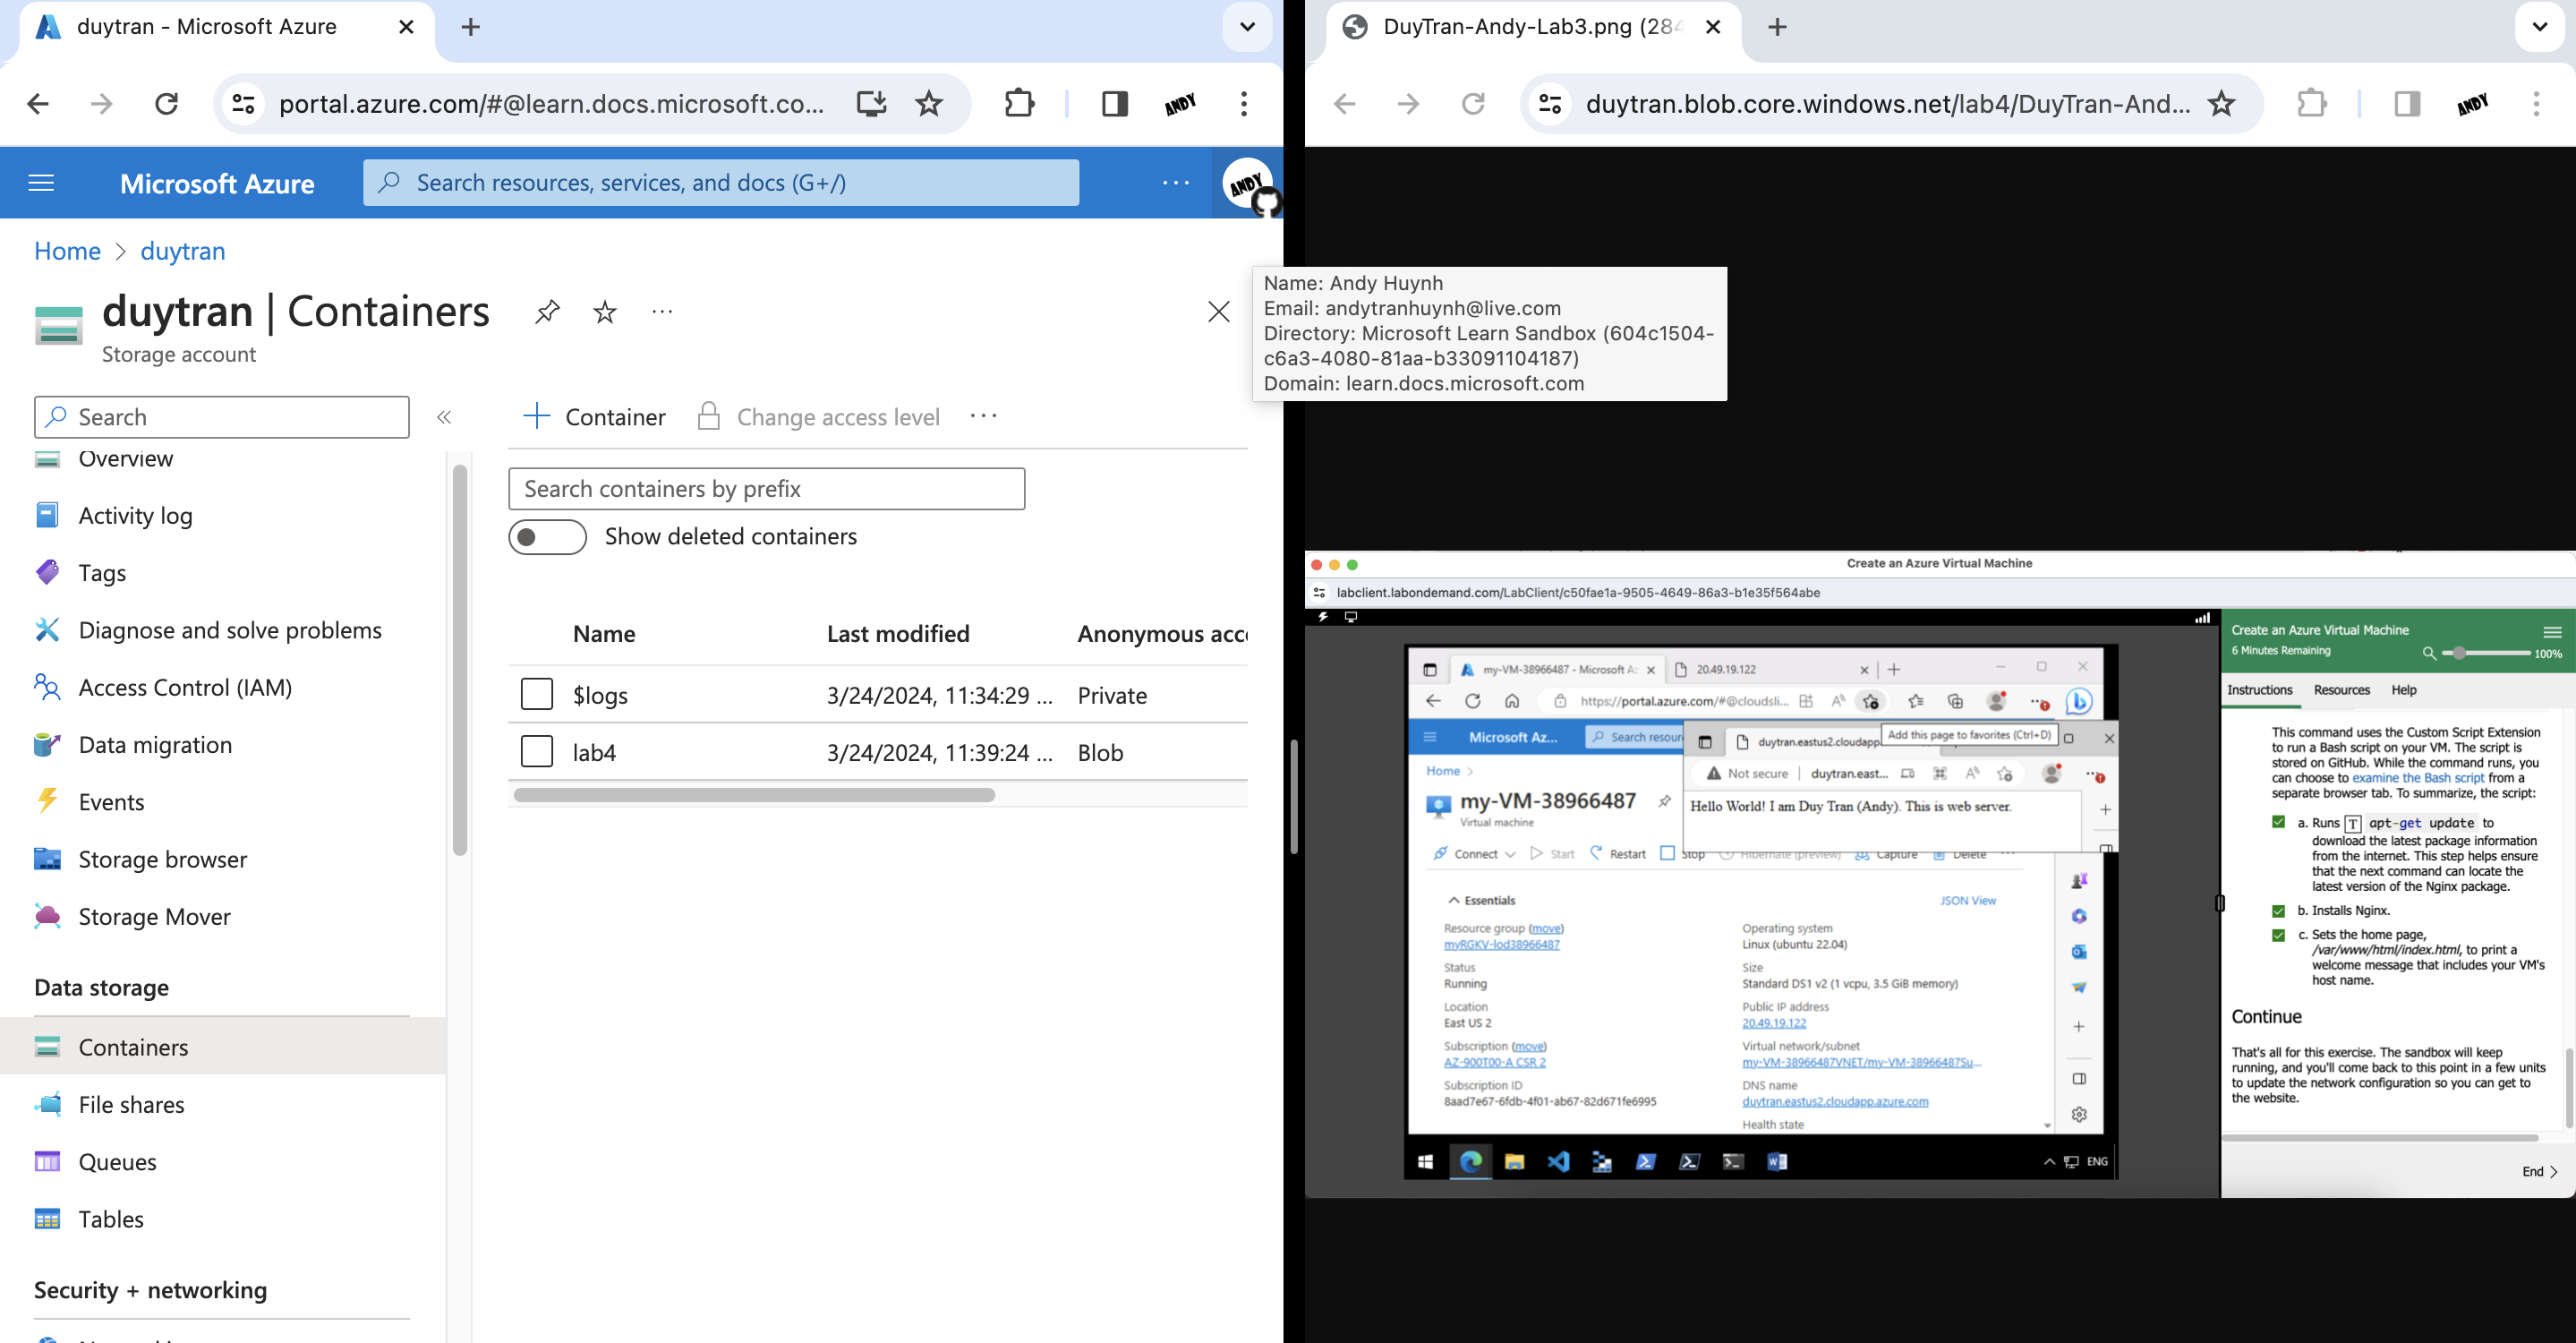 duytran - Microsoft Azure
portal.azure.com/#@learn.docs.microsoft.co...
ANDY
Microsoft Azure
Search resources, services, and docs (G+/)
ANDY
Home > duytran
duytran | Containers
Storage account
Search
Overview
Activity log
Tags
Diagnose and solve problems
Access Control (IAM)
Data migration
Events
Storage browser
Storage Mover
Data storage
Containers
File shares
Queues
Tables
Security + networking
Container
Change access level
Search containers by prefix
Show deleted containers
Name Last modified Anonymous acc
$logs 3/24/2024, 11:34:29 ... Private
lab4 3/24/2024, 11:39:24 ... Blob
Name: Andy Huynh
Email: andytranhuynh@live.com
Directory: Microsoft Learn Sandbox (604c1504-
c6a3-4080-81aa-b33091104187)
Domain: learn.docs.microsoft.com
DuyTran-Andy-Lab3.png (284
duytran.blob.core.windows.net/lab4/DuyTran-And...
ANDY
Create an Azure Virtual Machine
labclient.labondemand.com/LabClient/c50fae1a-9505-4649-86a3-b1e35f564abe
my-VM-38966487 - Microsoft A
20.49.19.122
https://portal.azure.com/#@cloudsli...
Microsoft Az...
Search resour
duytran.eastus2.cloudapp
Add this page to favorites (Ctrl+D)
Not secure
duytran.east...
Hello World! I am Duy Tran (Andy). This is web server.
Home >
my-VM-38966487
Virtual machine
Connect
Start
Restart
Stop
Hibernate (preview)
Capture
Delete
Essentials
JSON View
Resource group (move)
myRGKV-lod38966487
Status
Running
Location
East US 2
Subscription (move)
AZ-900T00-A CSR 2
Subscription ID
8aad7e67-6fdb-4f01-ab67-82d671fe6995
Operating system
Linux (ubuntu 22.04)
Size
Standard DS1 v2 (1 vcpu, 3.5 GiB memory)
Public IP address
20.49.19.122
Virtual network/subnet
my-VM-38966487VNET/my-VM-38966487Su...
DNS name
duytran.eastus2.cloudapp.azure.com
Health state
ENG
Create an Azure Virtual Machine
6 Minutes Remaining
100%
Instructions Resources Help
This command uses the Custom Script Extension
to run a Bash script on your VM. The script is
stored on GitHub. While the command runs, you
can choose to examine the Bash script from a
separate browser tab. To summarize, the script:
a. Runs T apt-get update to
download the latest package information
from the internet. This step helps ensure
that the next command can locate the
latest version of the Nginx package.
b. Installs Nginx.
c. Sets the home page,
/var/www/html/index.html, to print a
welcome message that includes your VM's
host name.
Continue
That's all for this exercise. The sandbox will keep
running, and you'll come back to this point in a few units
to update the network configuration so you can get to
the website.
End >